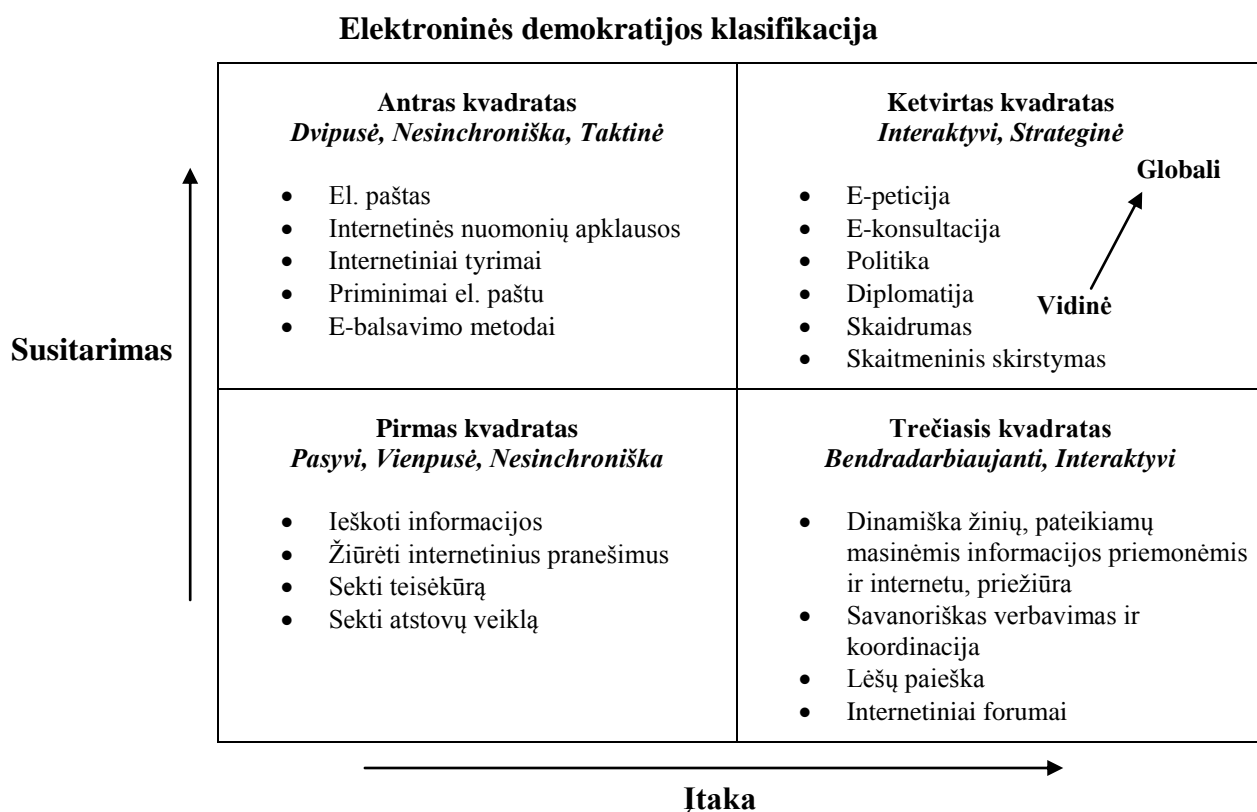 Elektroninės demokratijos klasifikacija
Antras kvadratas
Dvipusė, Nesinchroniška, Taktinė
• El. paštas
• Internetinės nuomonių apklausos
• Internetiniai tyrimai
• Priminimai el. paštu
• E-balsavimo metodai
Ketvirtas kvadratas
Interaktyvi, Strateginė
Globali
• E-peticija
• E-konsultacija
• Politika
• Diplomatija
• Skaidrumas
• Skaitmeninis skirstymas
Vidinė
Susitarimas
Pirmas kvadratas
Pasyvi, Vienpusė, Nesinchroniška
• Ieškoti informacijos
• Žiūrėti internetinius pranešimus
• Sekti teisėkūrą
• Sekti atstovų veiklą
Trečiasis kvadratas
Bendradarbiaujanti, Interaktyvi
• Dinamiška žinių, pateikiamų
masinėmis informacijos priemonėmis
ir internetu, priežiūra
• Savanoriškas verbavimas ir
koordinacija
• Lėšų paieška
• Internetiniai forumai
Įtaka